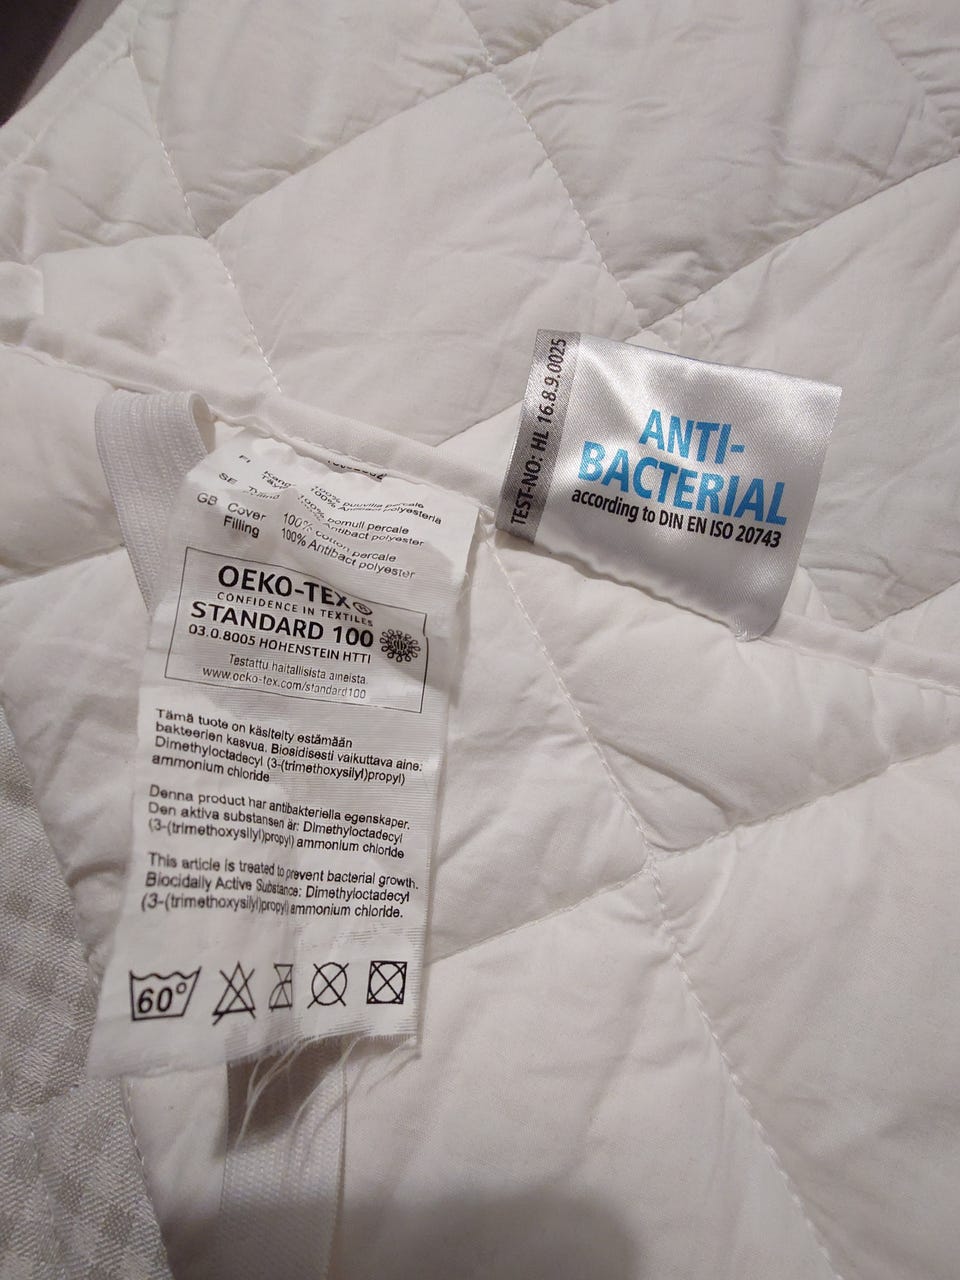 FI
100% puuvilla percale
100% Antibact polyesteria
SE
100% bomull percale
GB Cover 100% cotton percale
Filling 100% Antibact polyester
OEKO-TEX®
CONFIDENCE IN TEXTILES
STANDARD 100
03.0.8005 HOHENSTEIN HTTI
Testattu haitallisista aineista.
www.oeko-tex.com/standard100
Tämä tuote on käsitelty estämään
bakteerien kasvua. Biosidisesti vaikuttava aine:
Dimethyloctadecyl (3-(trimethoxysilyl)propyl)
ammonium chloride
Denna product har antibakteriella egenskaper.
Den aktiva substansen är: Dimethyloctadecyl
(3-(trimethoxysilyl)propyl) ammonium chloride
This article is treated to prevent bacterial growth.
Biocidally Active Substance: Dimethyloctadecyl
(3-(trimethoxysilyl)propyl) ammonium chloride.
60°
TEST-NO: HL 16.8.9.0025
ANTI-
BACTERIAL
according to DIN EN ISO 20743